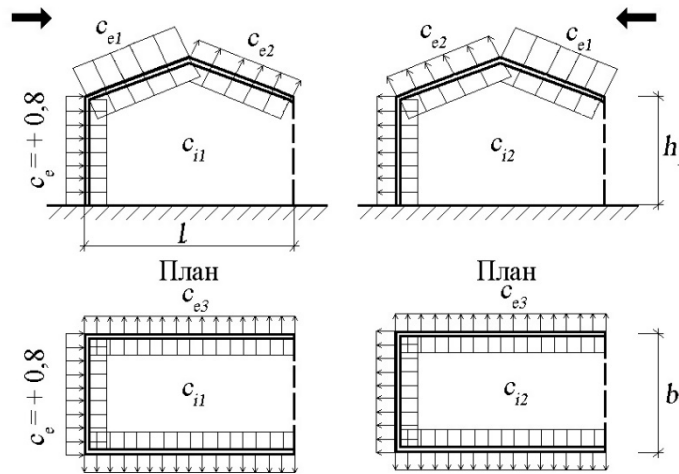 c_e1
c_e2
c_e2
c_e1
c_e = + 0,8
c_i1
c_i2
h
l
План
План
c_e3
c_e3
c_e = + 0,8
c_i1
c_i2
b